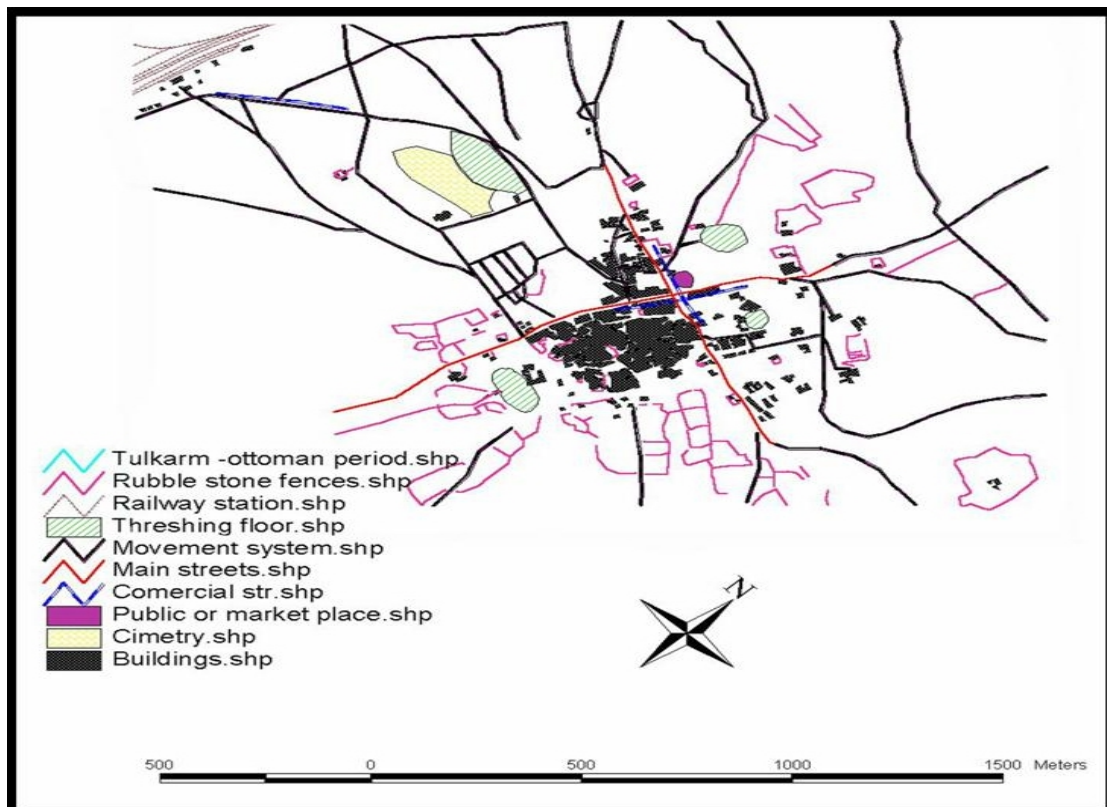 Tulkarm -ottoman period.shp
Rubble stone fences.shp
Railway station.shp
Threshing floor.shp
Movement system.shp
Main streets.shp
Comercial str.shp
Public or market place.shp
Cimetry.shp
Buildings.shp
N
500 0 500 1000 1500 Meters